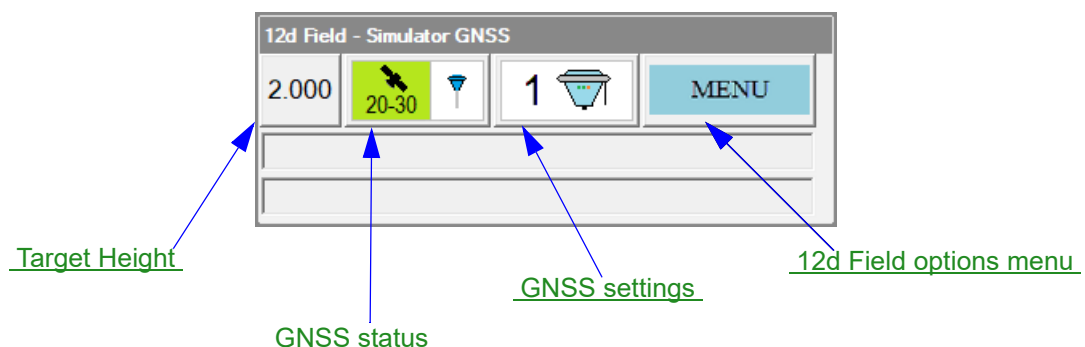 12d Field - Simulator GNSS
2.000
20-30
1
MENU
Target Height
12d Field options menu
GNSS settings
GNSS status